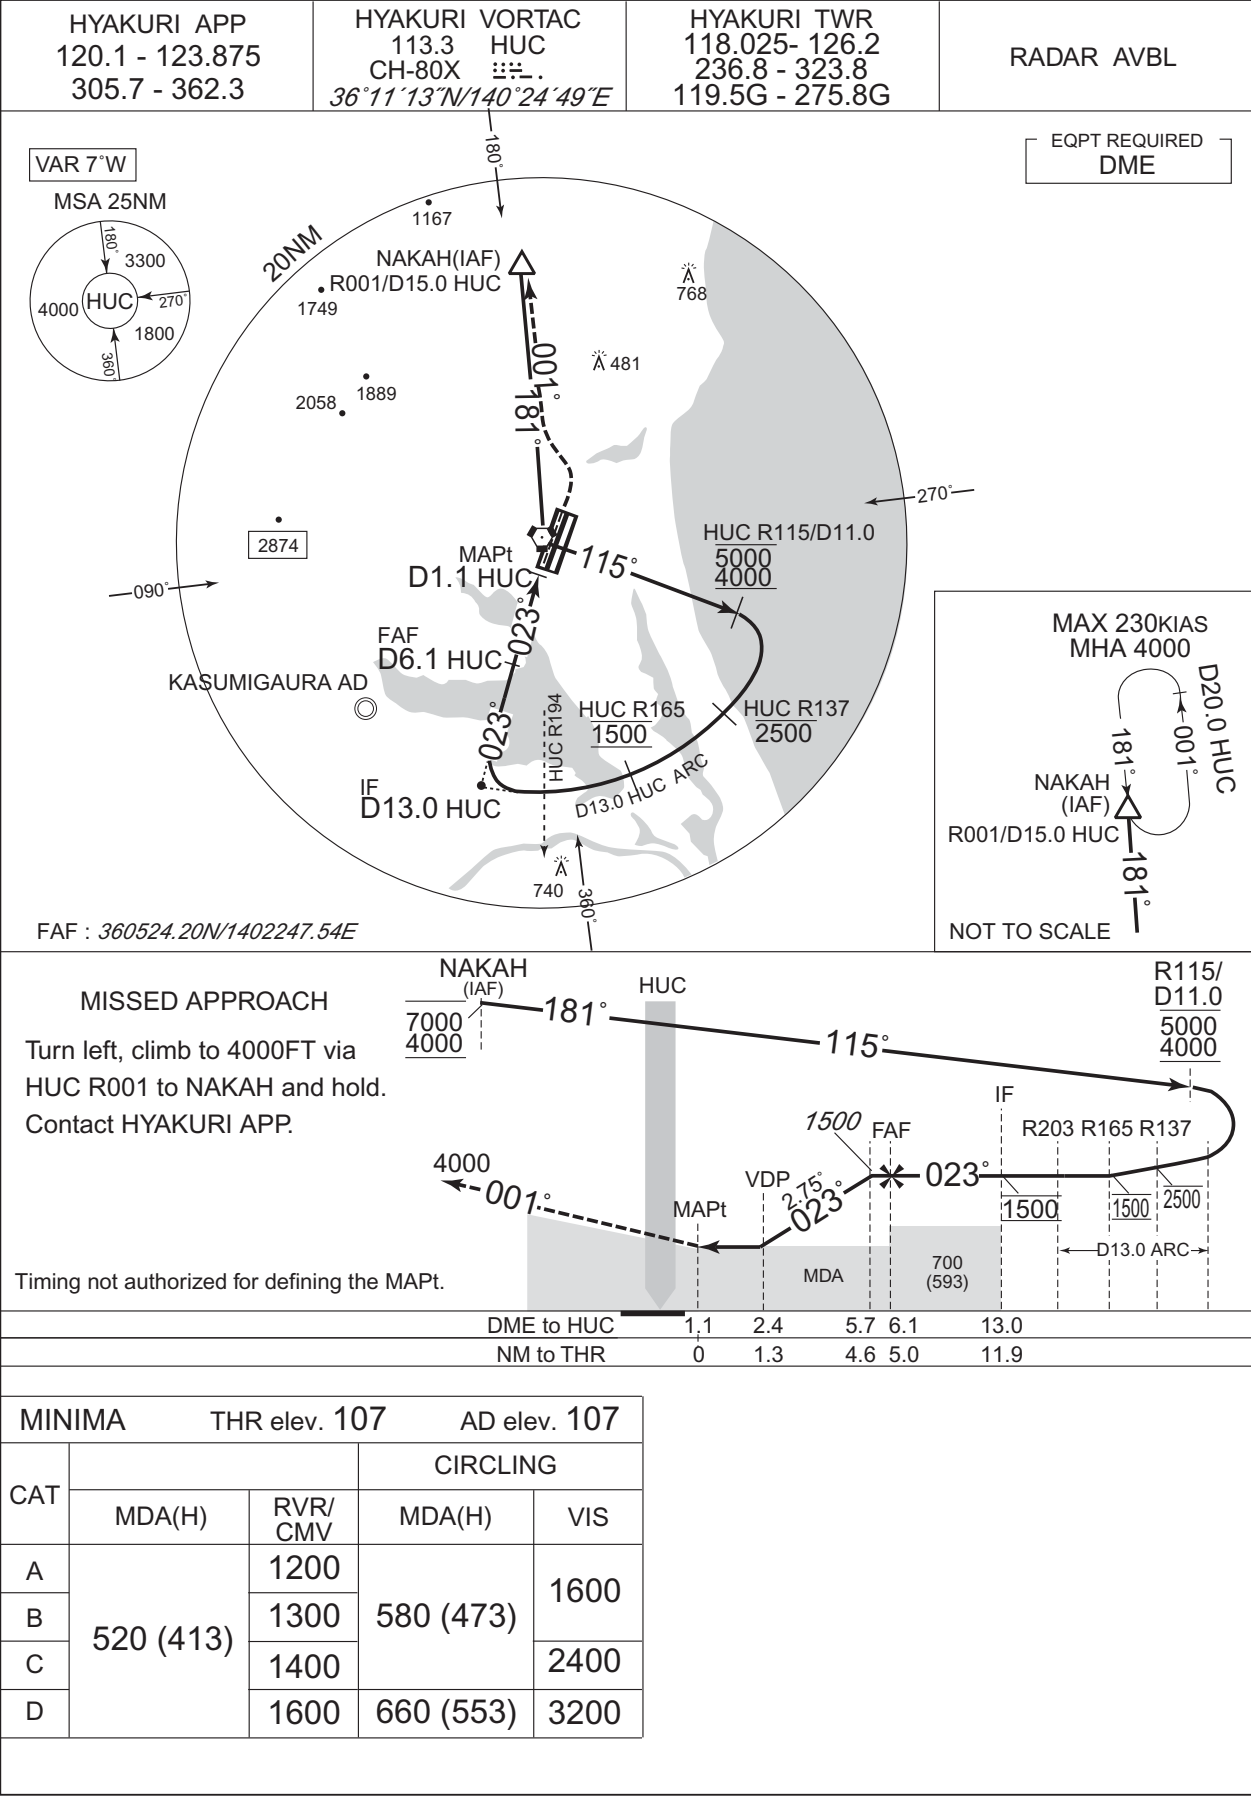 HYAKURI APP
120.1 - 123.875
305.7 - 362.3
HYAKURI VORTAC
113.3 HUC
CH-80X
36°11′13″N/140°24′49″E
HYAKURI TWR
118.025- 126.2
236.8 - 323.8
119.5G - 275.8G
RADAR AVBL
EQPT REQUIRED
DME
VAR 7°W
MSA 25NM
180°
3300
HUC
270°
4000
1800
360°
180°
1167
20NM
NAKAH(IAF)
R001/D15.0 HUC
1749
768
481
001°
1889
2058
181°
270°
2874
HUC R115/D11.0
5000
4000
MAPt
D1.1 HUC
115°
090°
023°
FAF
D6.1 HUC
KASUMIGAURA AD
HUC R194
HUC R165
1500
HUC R137
2500
023°
D13.0 HUC ARC
IF
D13.0 HUC
740
360°
FAF : 360524.20N/1402247.54E
MAX 230KIAS
MHA 4000
D20.0 HUC
181°
001°
NAKAH
(IAF)
R001/D15.0 HUC
181°
NOT TO SCALE
MISSED APPROACH
Turn left, climb to 4000FT via
HUC R001 to NAKAH and hold.
Contact HYAKURI APP.
NAKAH
(IAF)
7000
4000
181°
HUC
115°
R115/
D11.0
5000
4000
IF
1500
FAF
R203 R165 R137
4000
001°
VDP
2.75°
023°
023°
MAPt
1500
1500
2500
D13.0 ARC
MDA
700
(593)
Timing not authorized for defining the MAPt.
DME to HUC 1.1 2.4 5.7 6.1 13.0
NM to THR 0 1.3 4.6 5.0 11.9
MINIMA THR elev. 107 AD elev. 107
CAT
CIRCLING
MDA(H)
RVR/
CMV
MDA(H)
VIS
A
1200
1600
B
520 (413)
1300
580 (473)
C
1400
2400
D
1600
660 (553)
3200